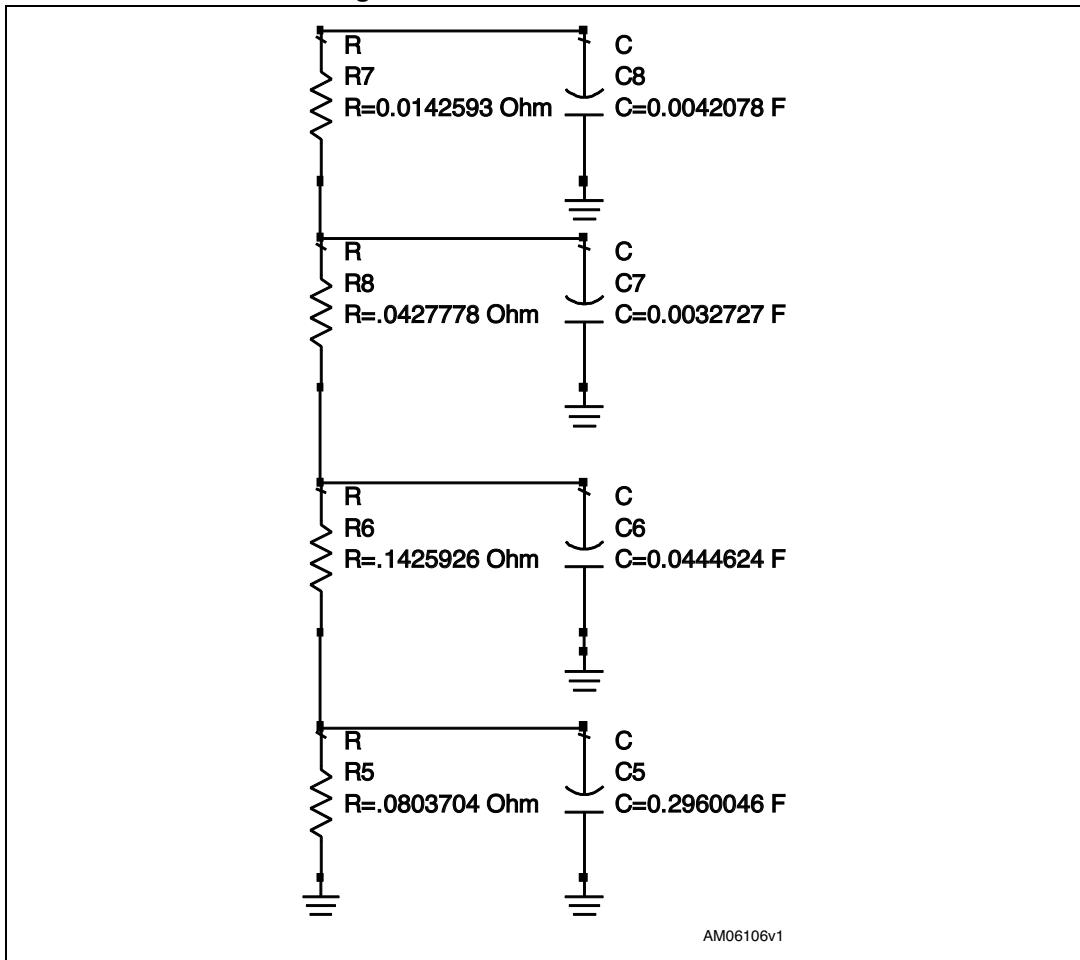 R
R7
R=0.0142593 Ohm
C
C8
C=0.0042078 F
R
R8
R=.0427778 Ohm
C
C7
C=0.0032727 F
R
R6
R=.1425926 Ohm
C
C6
C=0.0444624 F
R
R5
R=.0803704 Ohm
C
C5
C=0.2960046 F
AM06106v1